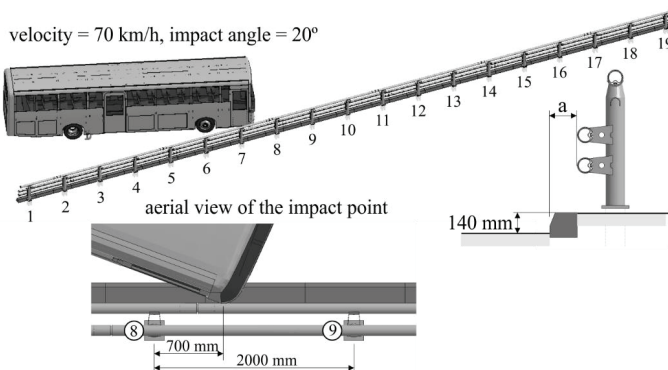 velocity = 70 km/h, impact angle = 20º
1 2 3 4 5 6 7 8 9 10 11 12 13 14 15 16 17 18 19
a
140 mm
aerial view of the impact point
8 9
700 mm
2000 mm